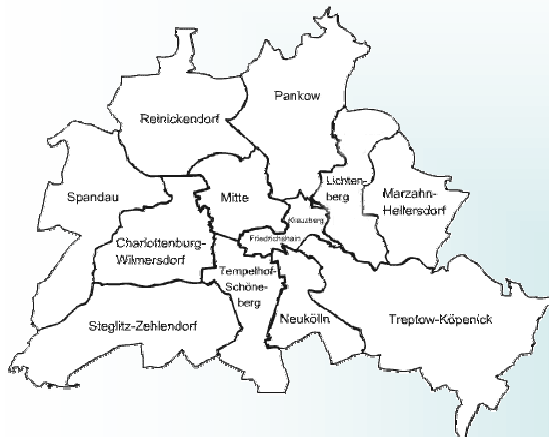 Pankow
Reinickendorf
Lichten-
berg
Marzahn-
Hellersdorf
Spandau
Mitte
Kreuzberg
Friedrichshain
Charlottenburg-
Wilmersdorf
Tempelhof-
Schöne-
berg
Steglitz-Zehlendorf
Neukölln
Treptow-Köpenick